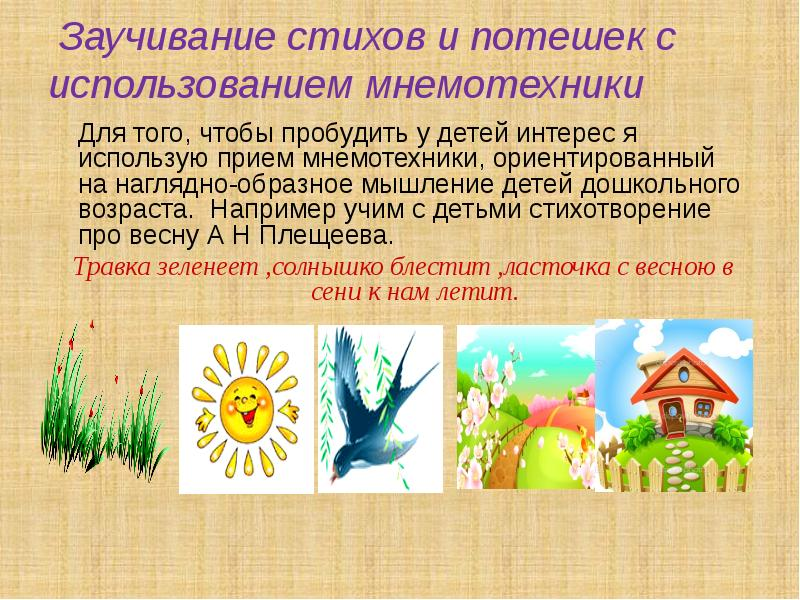 Заучивание стихов и потешек с
использованием мнемотехники
Для того, чтобы пробудить у детей интерес я
использую прием мнемотехники, ориентированный
на наглядно-образное мышление детей дошкольного
возраста.  Например учим с детьми стихотворение
про весну А Н Плещеева.
Травка зеленеет ,солнышко блестит ,ласточка с весною в
сени к нам летит.